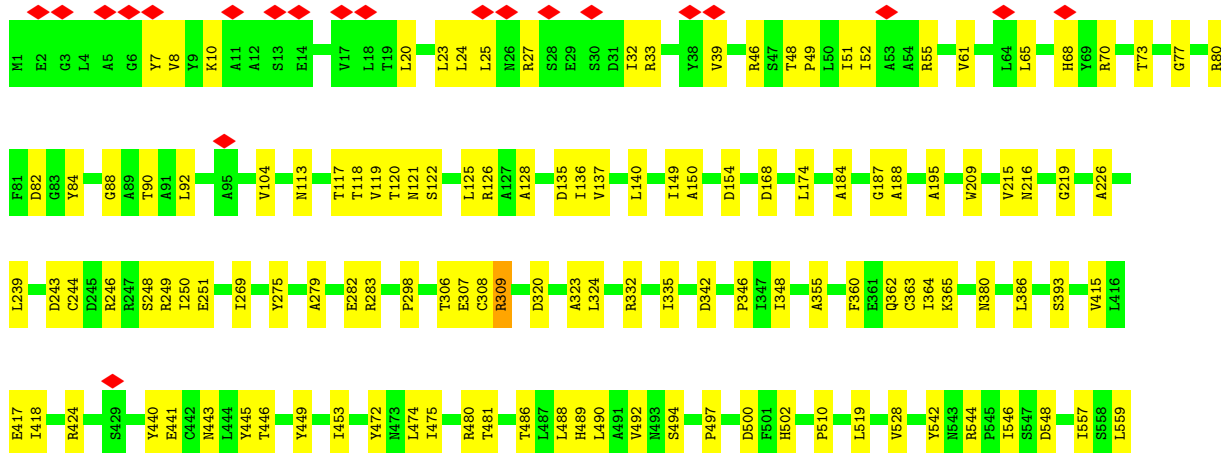 M1 E2 G3 L4 A5 G6 Y7 V8 Y9 K10 A11 A12 S13 E14 V17 L18 T19 L20 L23 L24 L25 N26 R27 S28 E29 S30 D31 I32 R33 Y38 V39 R46 S47 T48 P49 L50 I51 I52 A53 A54 R55 V61 L64 L65 H68 Y69 R70 T73 G77 R80
F81 D82 G83 Y84 G88 A89 T90 A91 L92 A95 V104 N113 T117 T118 V119 T120 N121 S122 L125 R126 A127 A128 D135 I136 V137 L140 I149 A150 D154 D168 L174 A184 G187 A188 A195 W209 V215 N216 G219 A226
L239 D243 C244 D245 R246 R247 S248 R249 I250 E251 I269 Y275 A279 E282 R283 P298 T306 E307 C308 R309 D320 A323 L324 R332 I335 D342 P346 I347 I348 A355 F360 E361 Q362 C363 I364 K365 N380 L386 S393 V415 L416
E417 I418 R424 S429 Y440 E441 C442 N443 L444 Y445 T446 Y449 I453 Y472 N473 L474 I475 R480 T481 T486 L487 L488 H489 L490 A491 V492 N493 S494 P497 D500 F501 H502 P510 L519 V528 Y542 N543 R544 P545 I546 S547 D548 I557 S558 L559